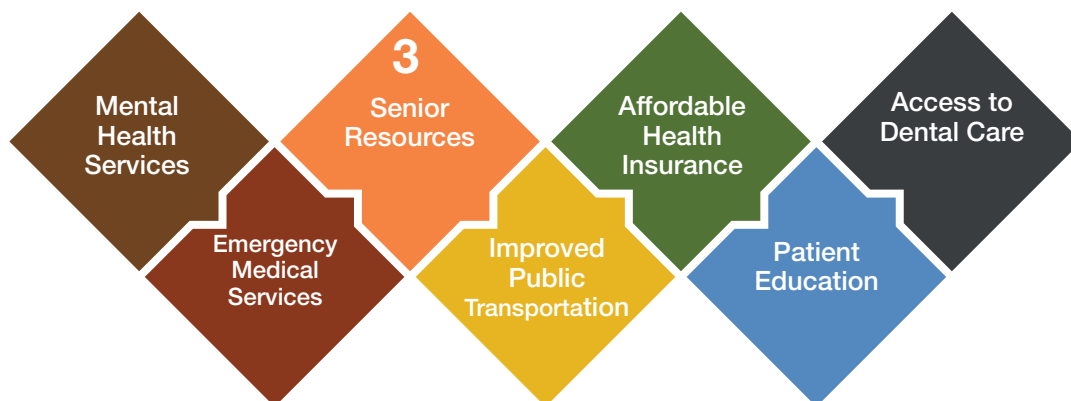 Mental
Health
Services
Emergency
Medical
Services
3
Senior
Resources
Improved
Public
Transportation
Affordable
Health
Insurance
Patient
Education
Access to
Dental Care